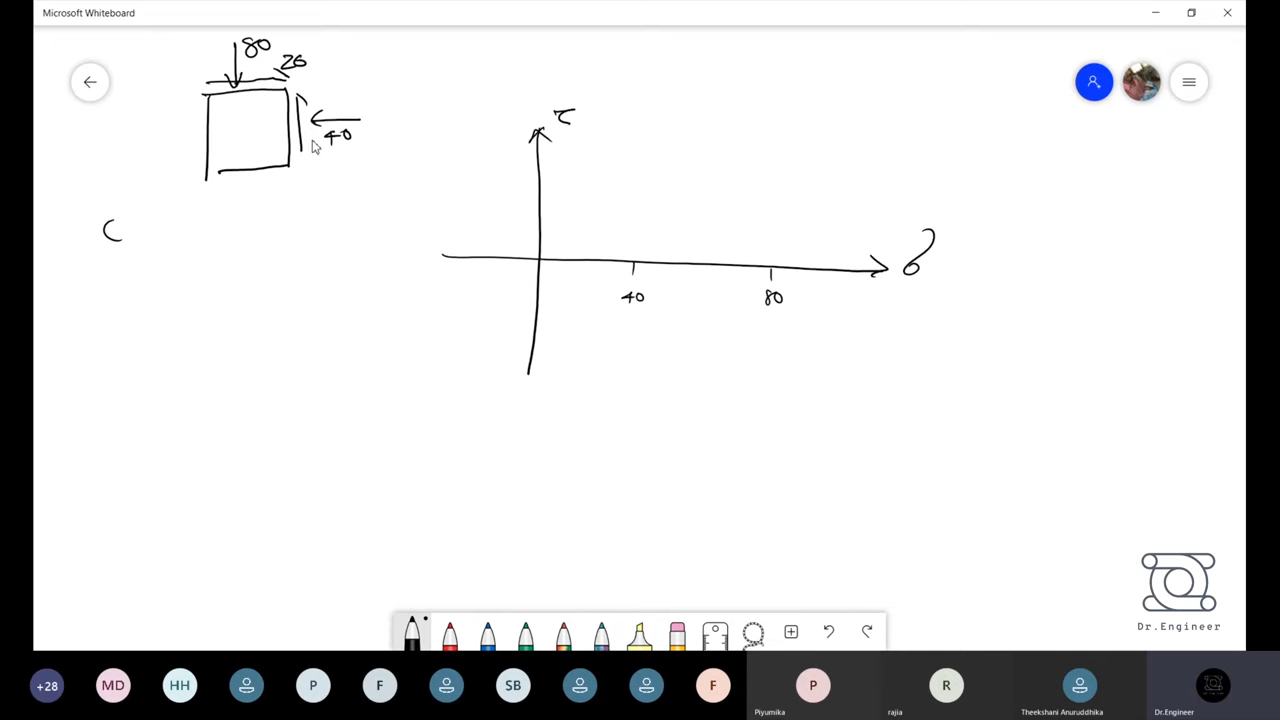 Microsoft Whiteboard
80
20
40
τ
σ
40
80
C
Dr.Engineer
+28
MD
HH
P
F
SB
F
P
R
Piyumika
rajia
Theekshani Anuruddhika
Dr.Engineer